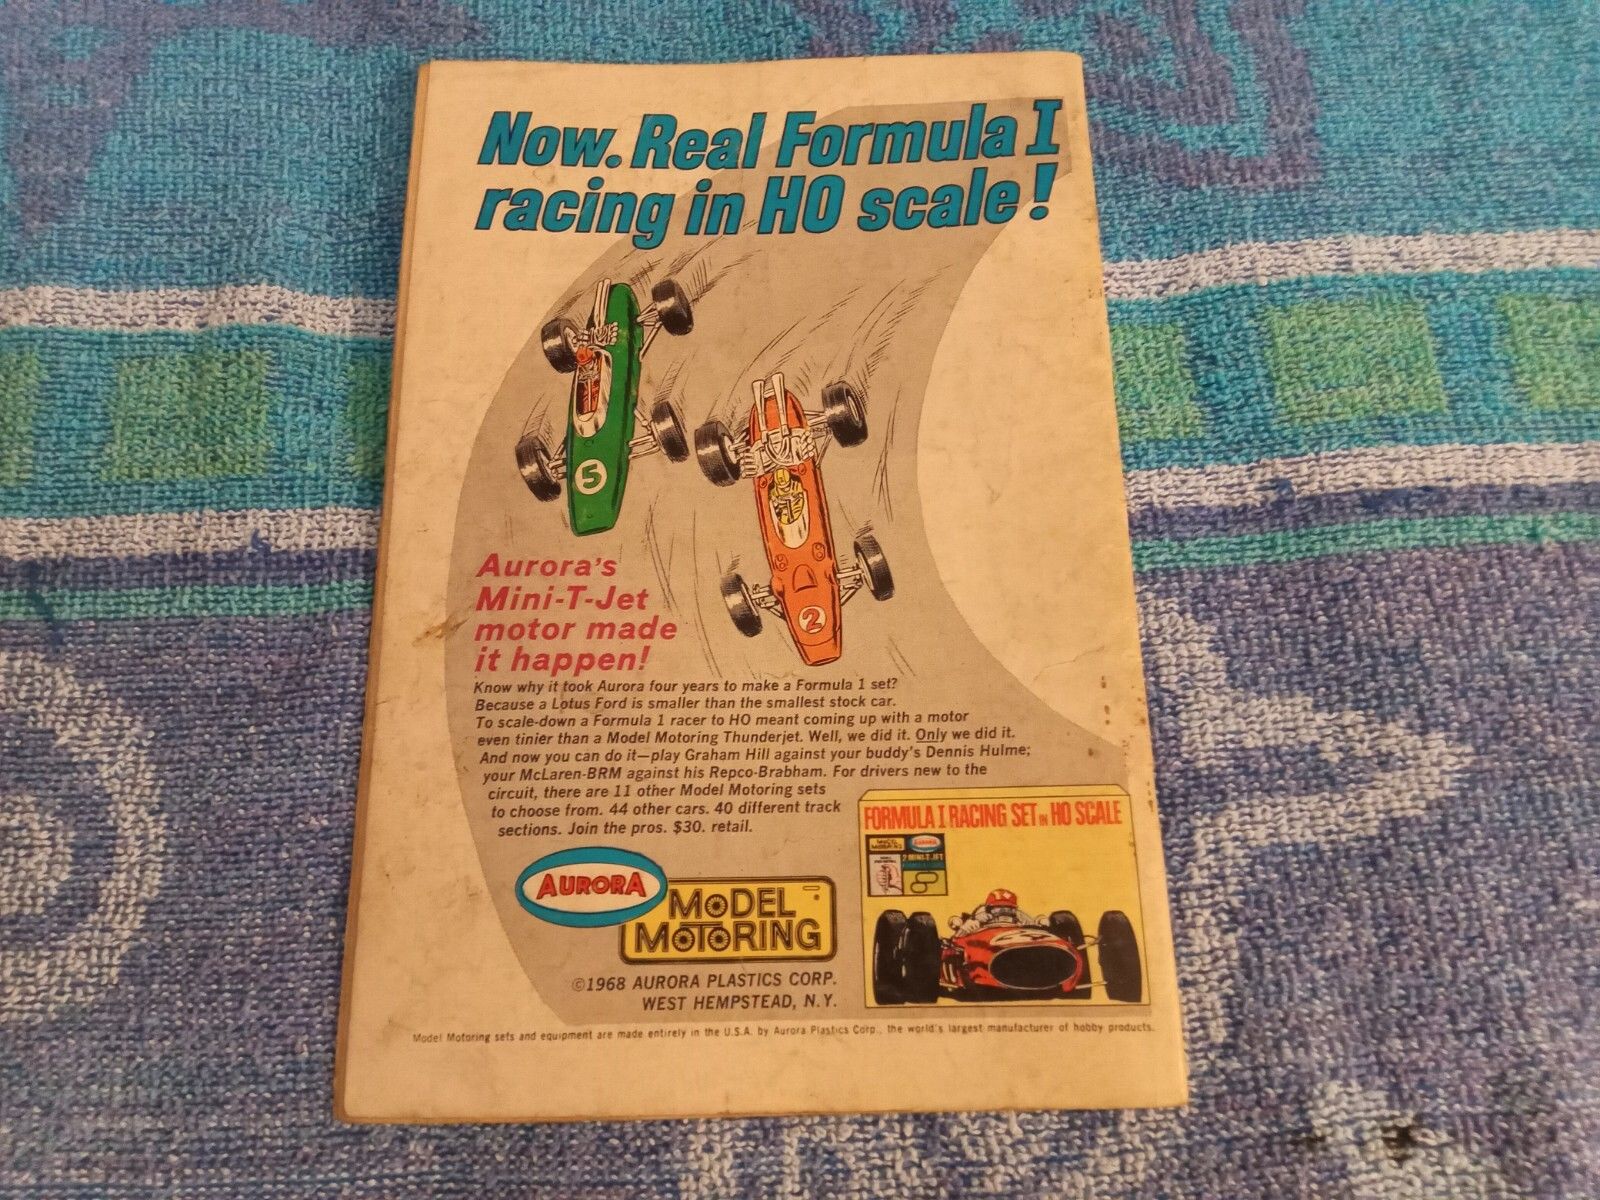 Now. Real Formula I
racing in HO scale!
5
8
8
2
Aurora's
Mini-T-Jet
motor made
it happen!
Know why it took Aurora four years to make a Formula 1 set?
Because a Lotus Ford is smaller than the smallest stock car.
To scale-down a Formula 1 racer to HO meant coming up with a motor
even tinier than a Model Motoring Thunderjet. Well, we did it. Only we did it.
And now you can do it—play Graham Hill against your buddy's Dennis Hulme;
your McLaren-BRM against his Repco-Brabham. For drivers new to the
circuit, there are 11 other Model Motoring sets
to choose from. 44 other cars. 40 different track
sections. Join the pros. $30. retail.
FORMULA I RACING SET IN HO SCALE
MODEL MOTORING
AURORA
2 MINI-T-JET
AURORA
MODEL
MOTORING
©1968 AURORA PLASTICS CORP.
WEST HEMPSTEAD, N.Y.
Model Motoring sets and equipment are made entirely in the U.S.A. by Aurora Plastics Corp., the world's largest manufacturer of hobby products.